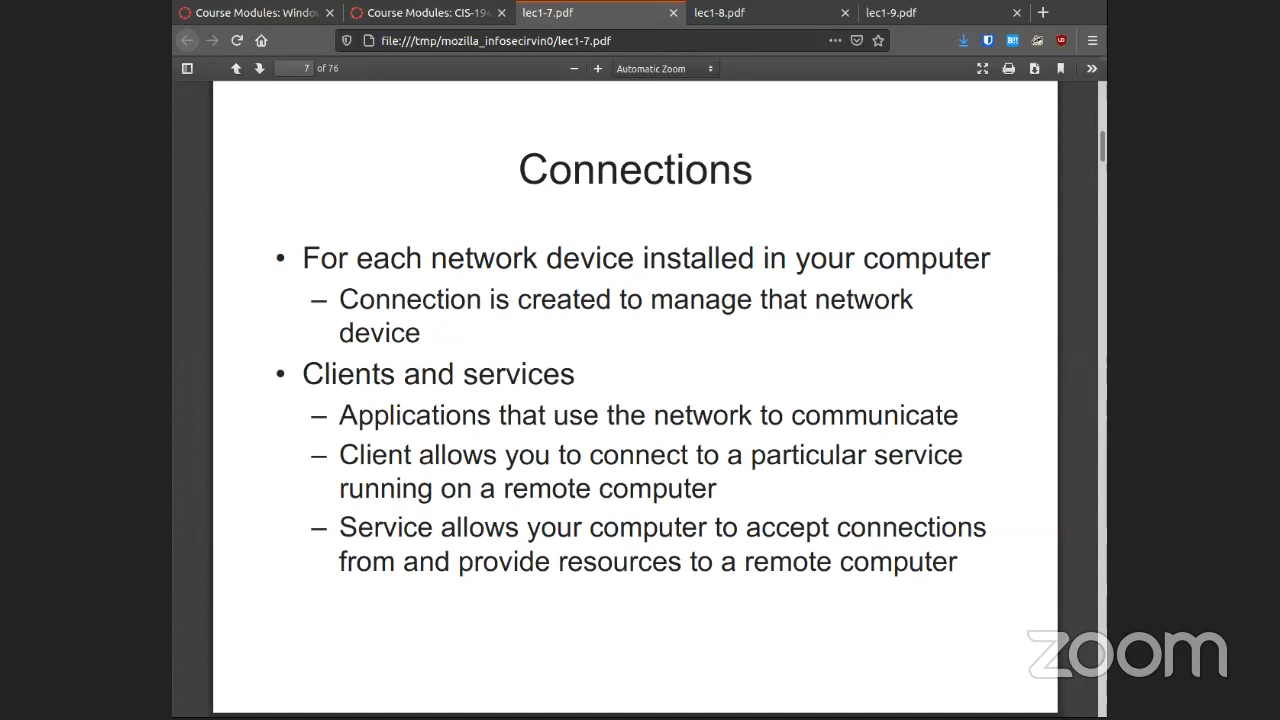 Course Modules: Window
Course Modules: CIS-194
lec1-7.pdf
lec1-8.pdf
lec1-9.pdf
file:///tmp/mozilla_infosecirvin0/lec1-7.pdf
7 of 76
Automatic Zoom
Connections
• For each network device installed in your computer
– Connection is created to manage that network
device
• Clients and services
– Applications that use the network to communicate
– Client allows you to connect to a particular service
running on a remote computer
– Service allows your computer to accept connections
from and provide resources to a remote computer
zoom